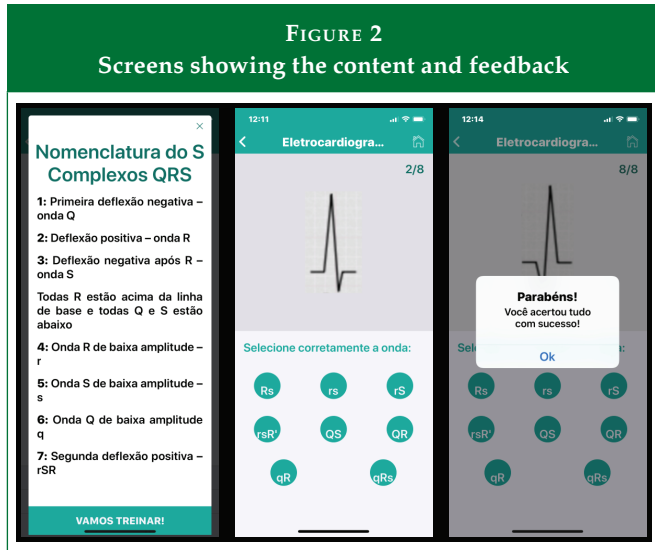 FIGURE 2
Screens showing the content and feedback
×
Nomenclatura do S
Complexos QRS
1: Primeira deflexão negativa –
onda Q
2: Deflexão positiva – onda R
3: Deflexão negativa após R –
onda S
Todas R estão acima da linha
de base e todas Q e S estão
abaixo
4: Onda R de baixa amplitude –
r
5: Onda S de baixa amplitude –
s
6: Onda Q de baixa amplitude
q
7: Segunda deflexão positiva –
rSR
VAMOS TREINAR!
12:11
Eletrocardiogra...
2/8
Selecione corretamente a onda:
Rs rs rS
rsR' QS QR
qR qRs
12:14
Eletrocardiogra...
8/8
Parabéns!
Você acertou tudo
com sucesso!
Ok
Sel a:
Rs rs rS
rsR' QS QR
qR qRs